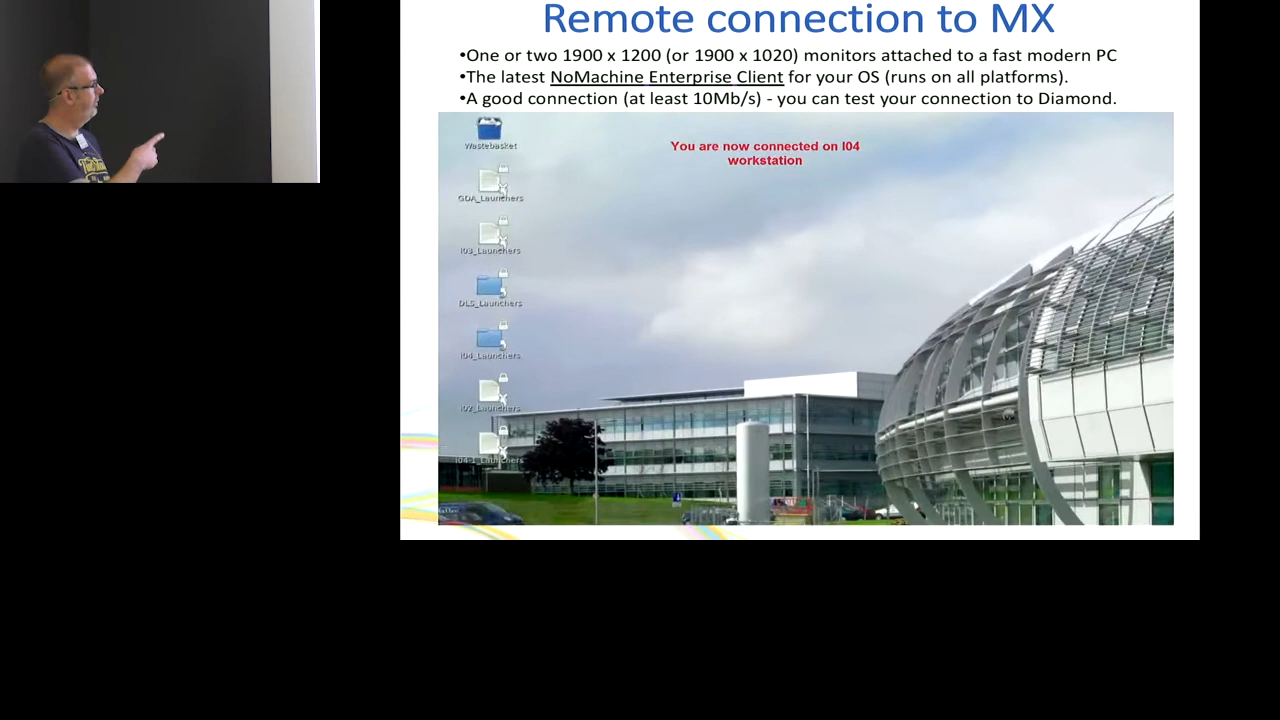 Remote connection to MX
•One or two 1900 x 1200 (or 1900 x 1020) monitors attached to a fast modern PC
•The latest NoMachine Enterprise Client for your OS (runs on all platforms).
•A good connection (at least 10Mb/s) - you can test your connection to Diamond.
You are now connected on I04
workstation
Wastebasket
GDA_Launchers
I03_Launchers
DLS_Launchers
I04_Launchers
I02_Launchers
I04-1_Launchers